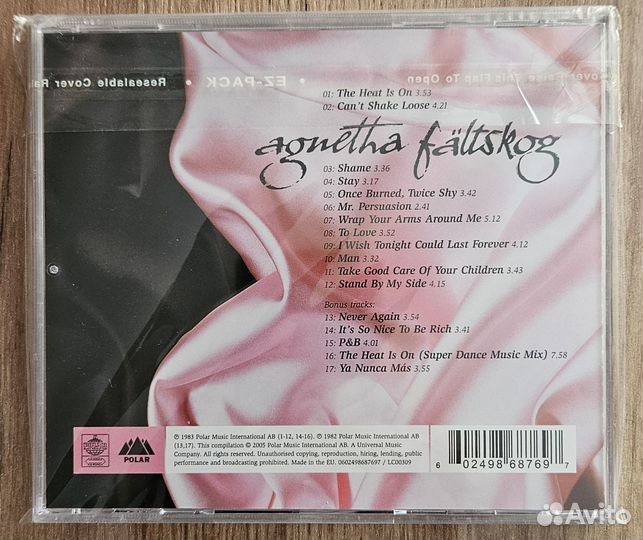 Resealable Cover
EZ-PACK
Raise This Flap To Open
01: The Heat Is On 3.53
02: Can't Shake Loose 4.21
agnetha fältskog
03: Shame 3.36
04: Stay 3.17
05: Once Burned, Twice Shy 3.42
06: Mr. Persuasion 2.41
07: Wrap Your Arms Around Me 5.12
08: To Love 3.52
09: I Wish Tonight Could Last Forever 4.12
10: Man 3.32
11: Take Good Care Of Your Children 3.43
12: Stand By My Side 4.15
Bonus tracks:
13: Never Again 3.54
14: It's So Nice To Be Rich 3.41
15: P&B 4.01
16: The Heat Is On (Super Dance Music Mix) 7.58
17: Ya Nunca Más 3.55
POLAR
℗ 1983 Polar Music International AB (1-12, 14-16). ℗ 1982 Polar Music International AB
(13,17). This compilation © 2005 Polar Music International AB. A Universal Music
Company. All rights reserved. Unauthorised copying, reproduction, hiring, lending, public
performance and broadcasting prohibited. Made in the EU. 0602498687697 / LC00309
6 02498 68769 7
Avito